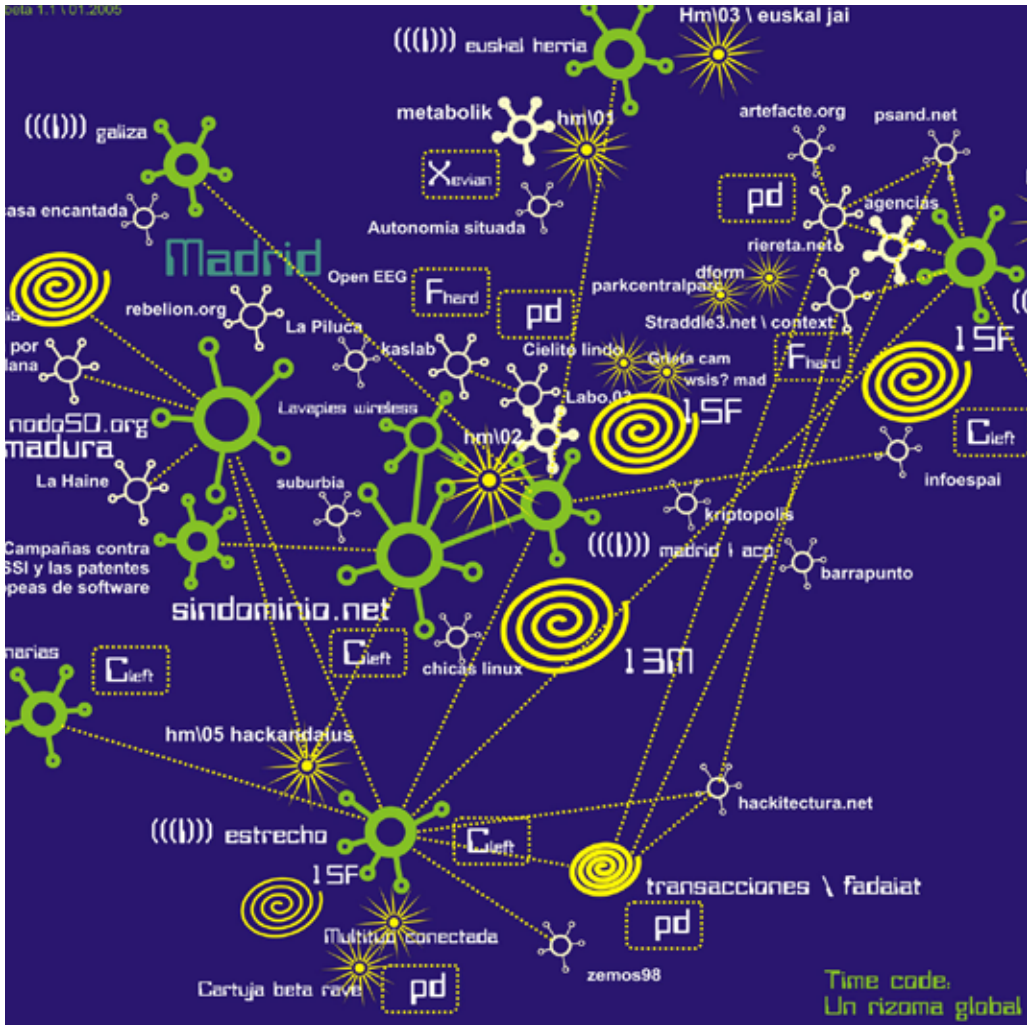 beta 1.1 \ 01.2005
Hm\03 \ euskal jai
(((\))) euskal herria
metabolik
hm\01
artefacte.org
psand.net
(((\))) galiza
Xevian
pd
agencias
casa encantada
Autonomia situada
riereta.net
Madrid
Open EEG
Fhard
dform
parkcentralparc
rebelion.org
La Piluca
pd
Straddle3.net \ context
15F
por
lana
kaslab
Cielito lindo
Grieta cam
Fhard
wsis? mad
Lavapies wireless
Labo.03
15F
nodo50.org
madura
hm\02
Cleft
La Haine
suburbia
infoespai
kriptopolis
Campañas contra
SSI y las patentes
opeas de software
(((\))) madrid \ acp
barrapunto
sindominio.net
narias
Cleft
Cleft
chicas linux
13M
hm\05 hackandalus
hackitectura.net
(((\))) estrecho
Cleft
15F
transacciones \ fadaiat
pd
Multitud conectada
zemos98
Cartuja beta rave
pd
Time code:
Un rizoma global